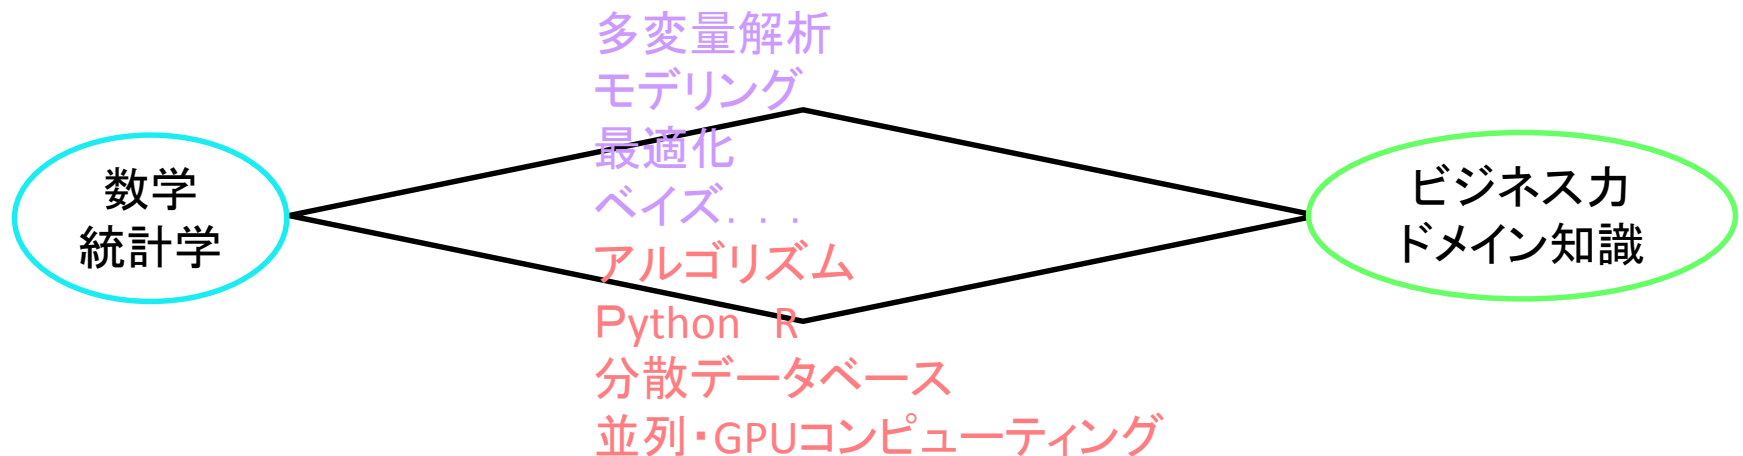 数学
統計学
多変量解析
モデリング
最適化
ベイズ．．．
アルゴリズム
Python　R
分散データベース
並列・GPUコンピューティング
ビジネス力
ドメイン知識